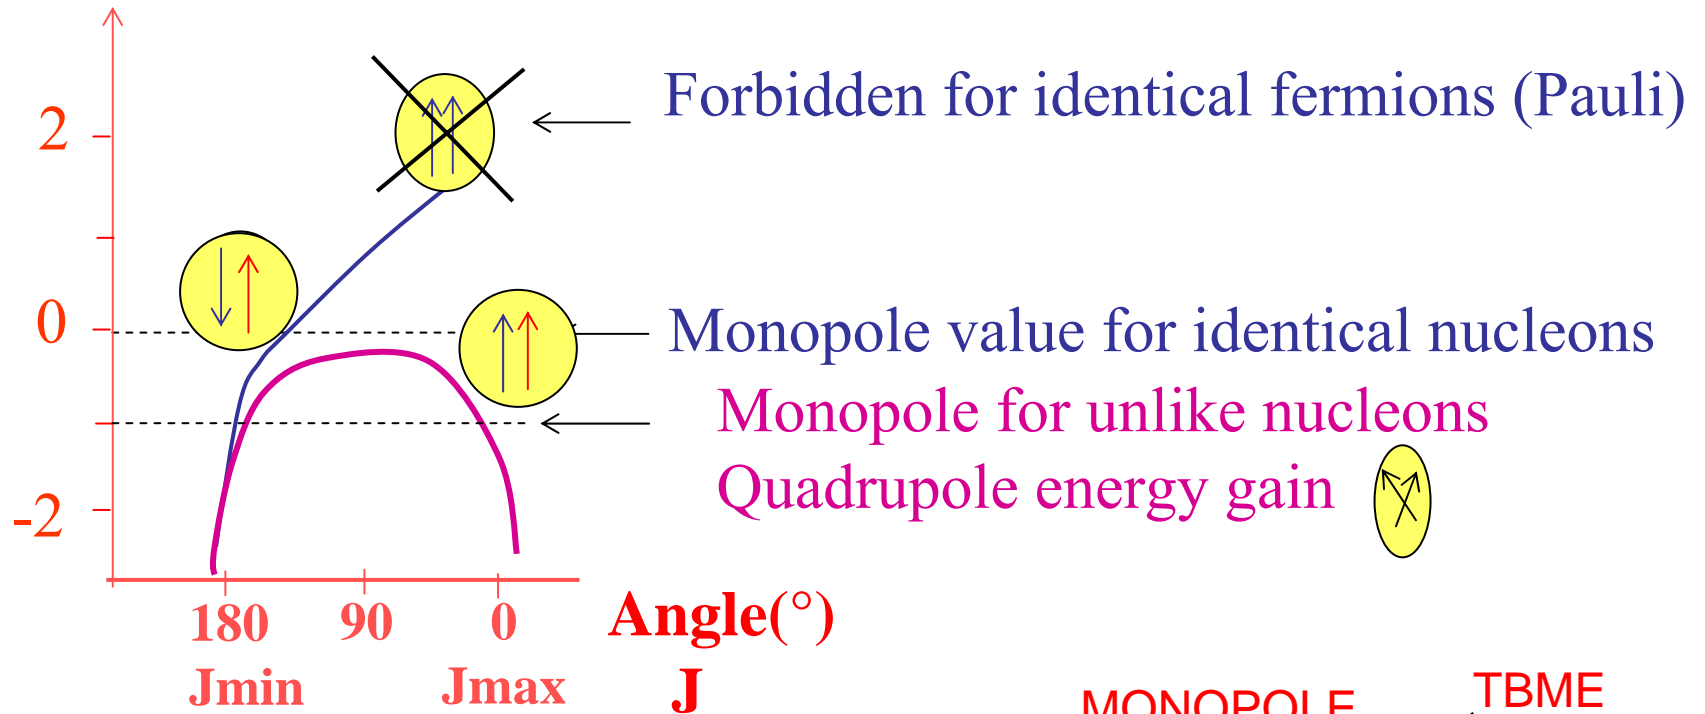 2
Forbidden for identical fermions (Pauli)
0
Monopole value for identical nucleons
Monopole for unlike nucleons
Quadrupole energy gain
-2
180 90 0 Angle(°)
Jmin Jmax J
MONOPOLE TBME